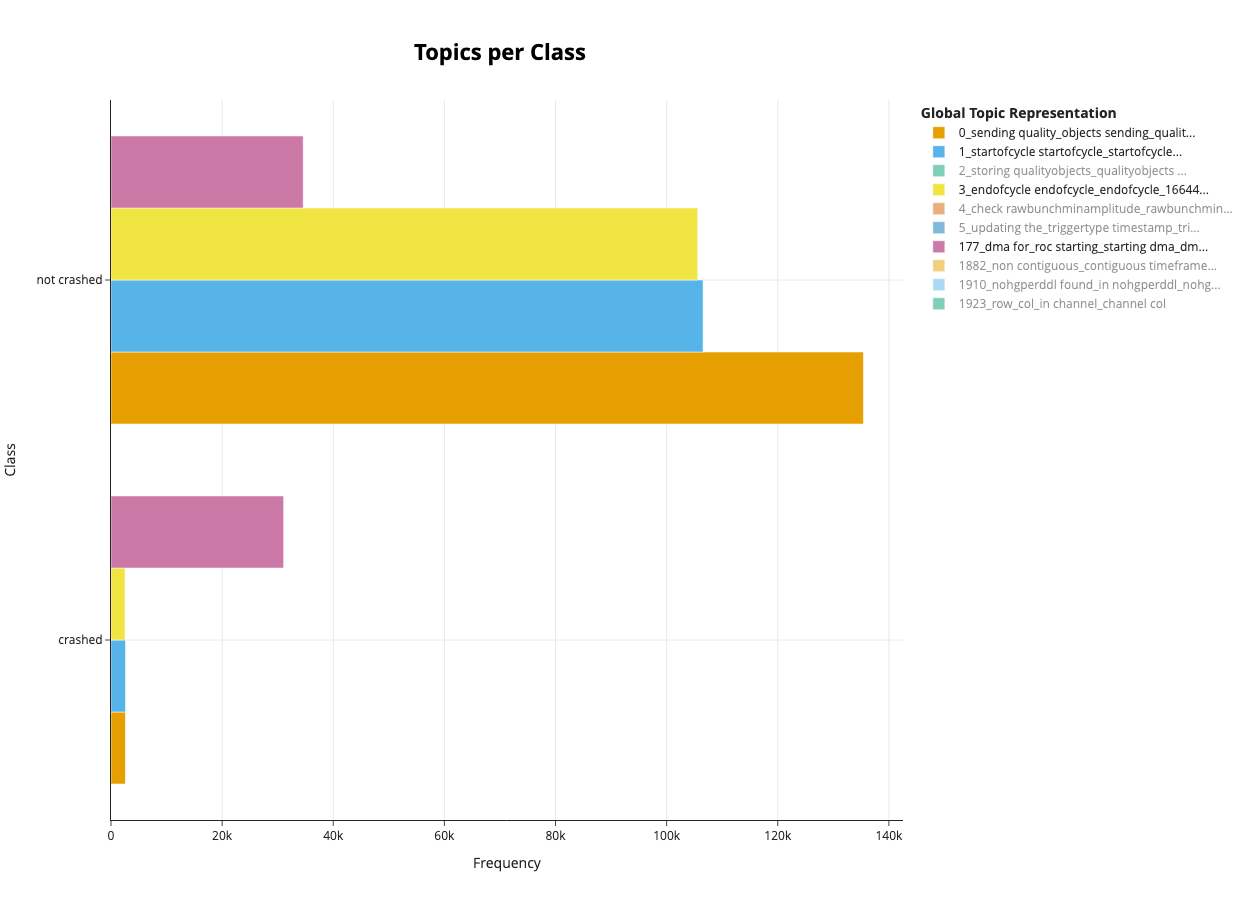 Topics per Class
Global Topic Representation
0_sending quality_objects sending_qualit...
1_startofcycle startofcycle_startofcycle...
2_storing qualityobjects_qualityobjects ...
3_endofcycle endofcycle_endofcycle_16644...
4_check rawbunchminamplitude_rawbunchmin...
5_updating the_triggertype timestamp_tri...
177_dma for_roc starting_starting dma_dm...
1882_non contiguous_contiguous timeframe...
1910_nohgperddl found_in nohgperddl_nohg...
1923_row_col_in channel_channel col
not crashed
Class
crashed
0
20k
40k
60k
80k
100k
120k
140k
Frequency